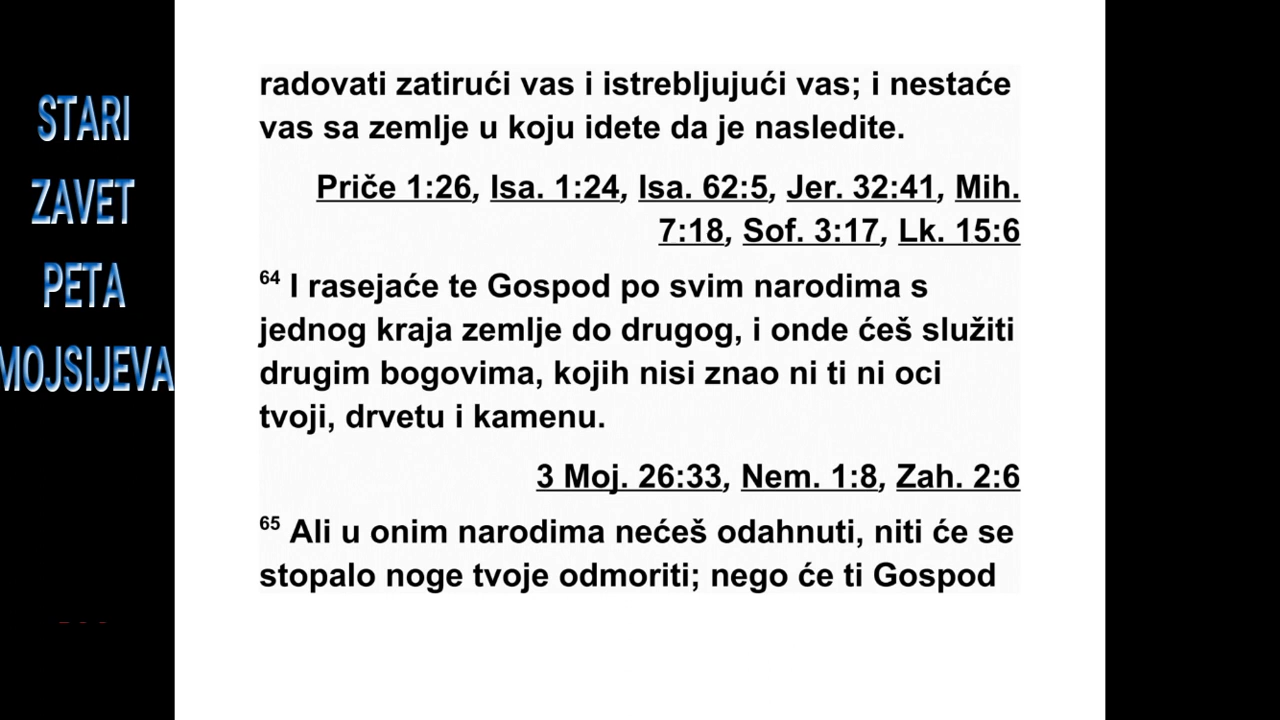 STARI
ZAVET
PETA
MOJSIJEVA
radovati zatirući vas i istrebljujući vas; i nestaće
vas sa zemlje u koju idete da je nasledite.
Priče 1:26, Isa. 1:24, Isa. 62:5, Jer. 32:41, Mih.
7:18, Sof. 3:17, Lk. 15:6
64 I rasejaće te Gospod po svim narodima s
jednog kraja zemlje do drugog, i onde ćeš služiti
drugim bogovima, kojih nisi znao ni ti ni oci
tvoji, drvetu i kamenu.
3 Moj. 26:33, Nem. 1:8, Zah. 2:6
65 Ali u onim narodima nećeš odahnuti, niti će se
stopalo noge tvoje odmoriti; nego će ti Gospod